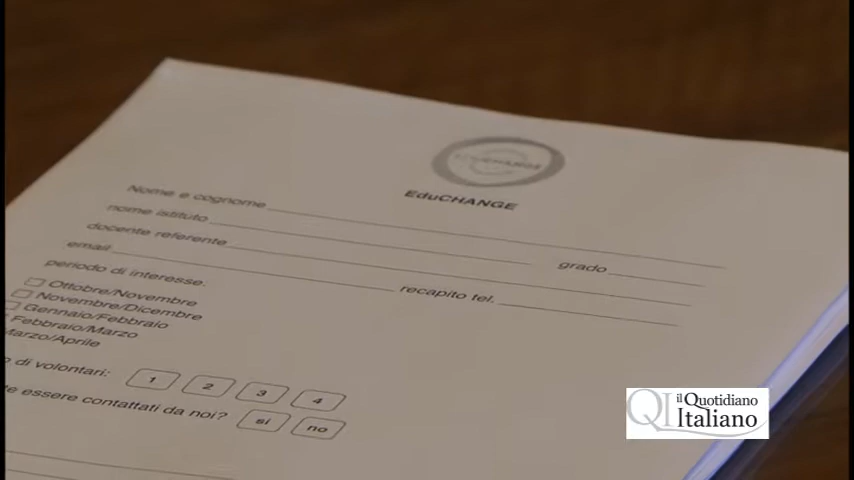 EduCHANGE
Nome e cognome
nome istituto grado
docente referente
email recapito tel.
periodo di interesse.
Ottobre/Novembre
Novembre/Dicembre
Gennaio/Febbraio
Febbraio/Marzo
Marzo/Aprile
di volontari: 1 2 3 4
essere contattati da noi? si no
QI il Quotidiano
Italiano